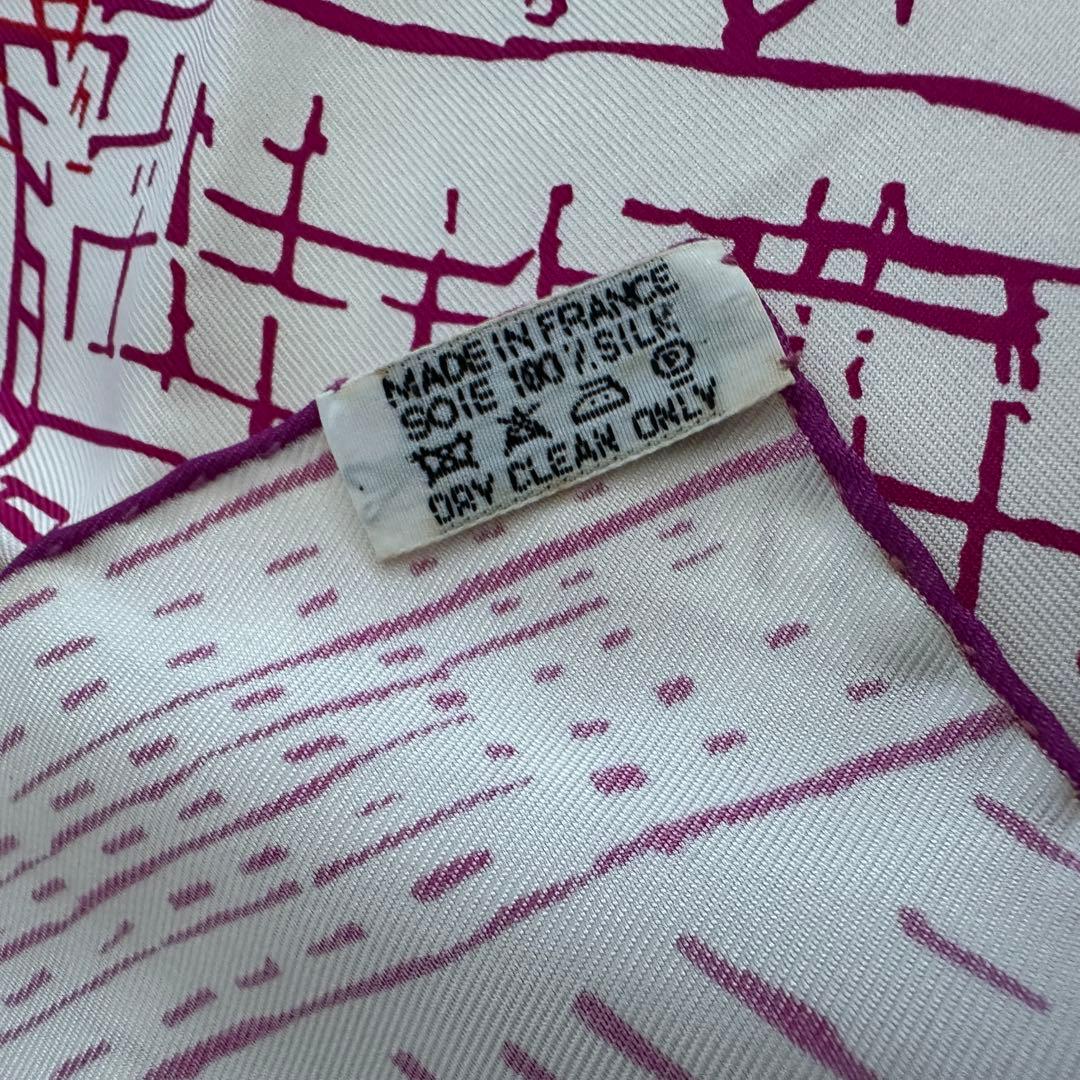 MADE IN FRANCE
SOIE 100% SILK
Ⓟ
DRY CLEAN ONLY